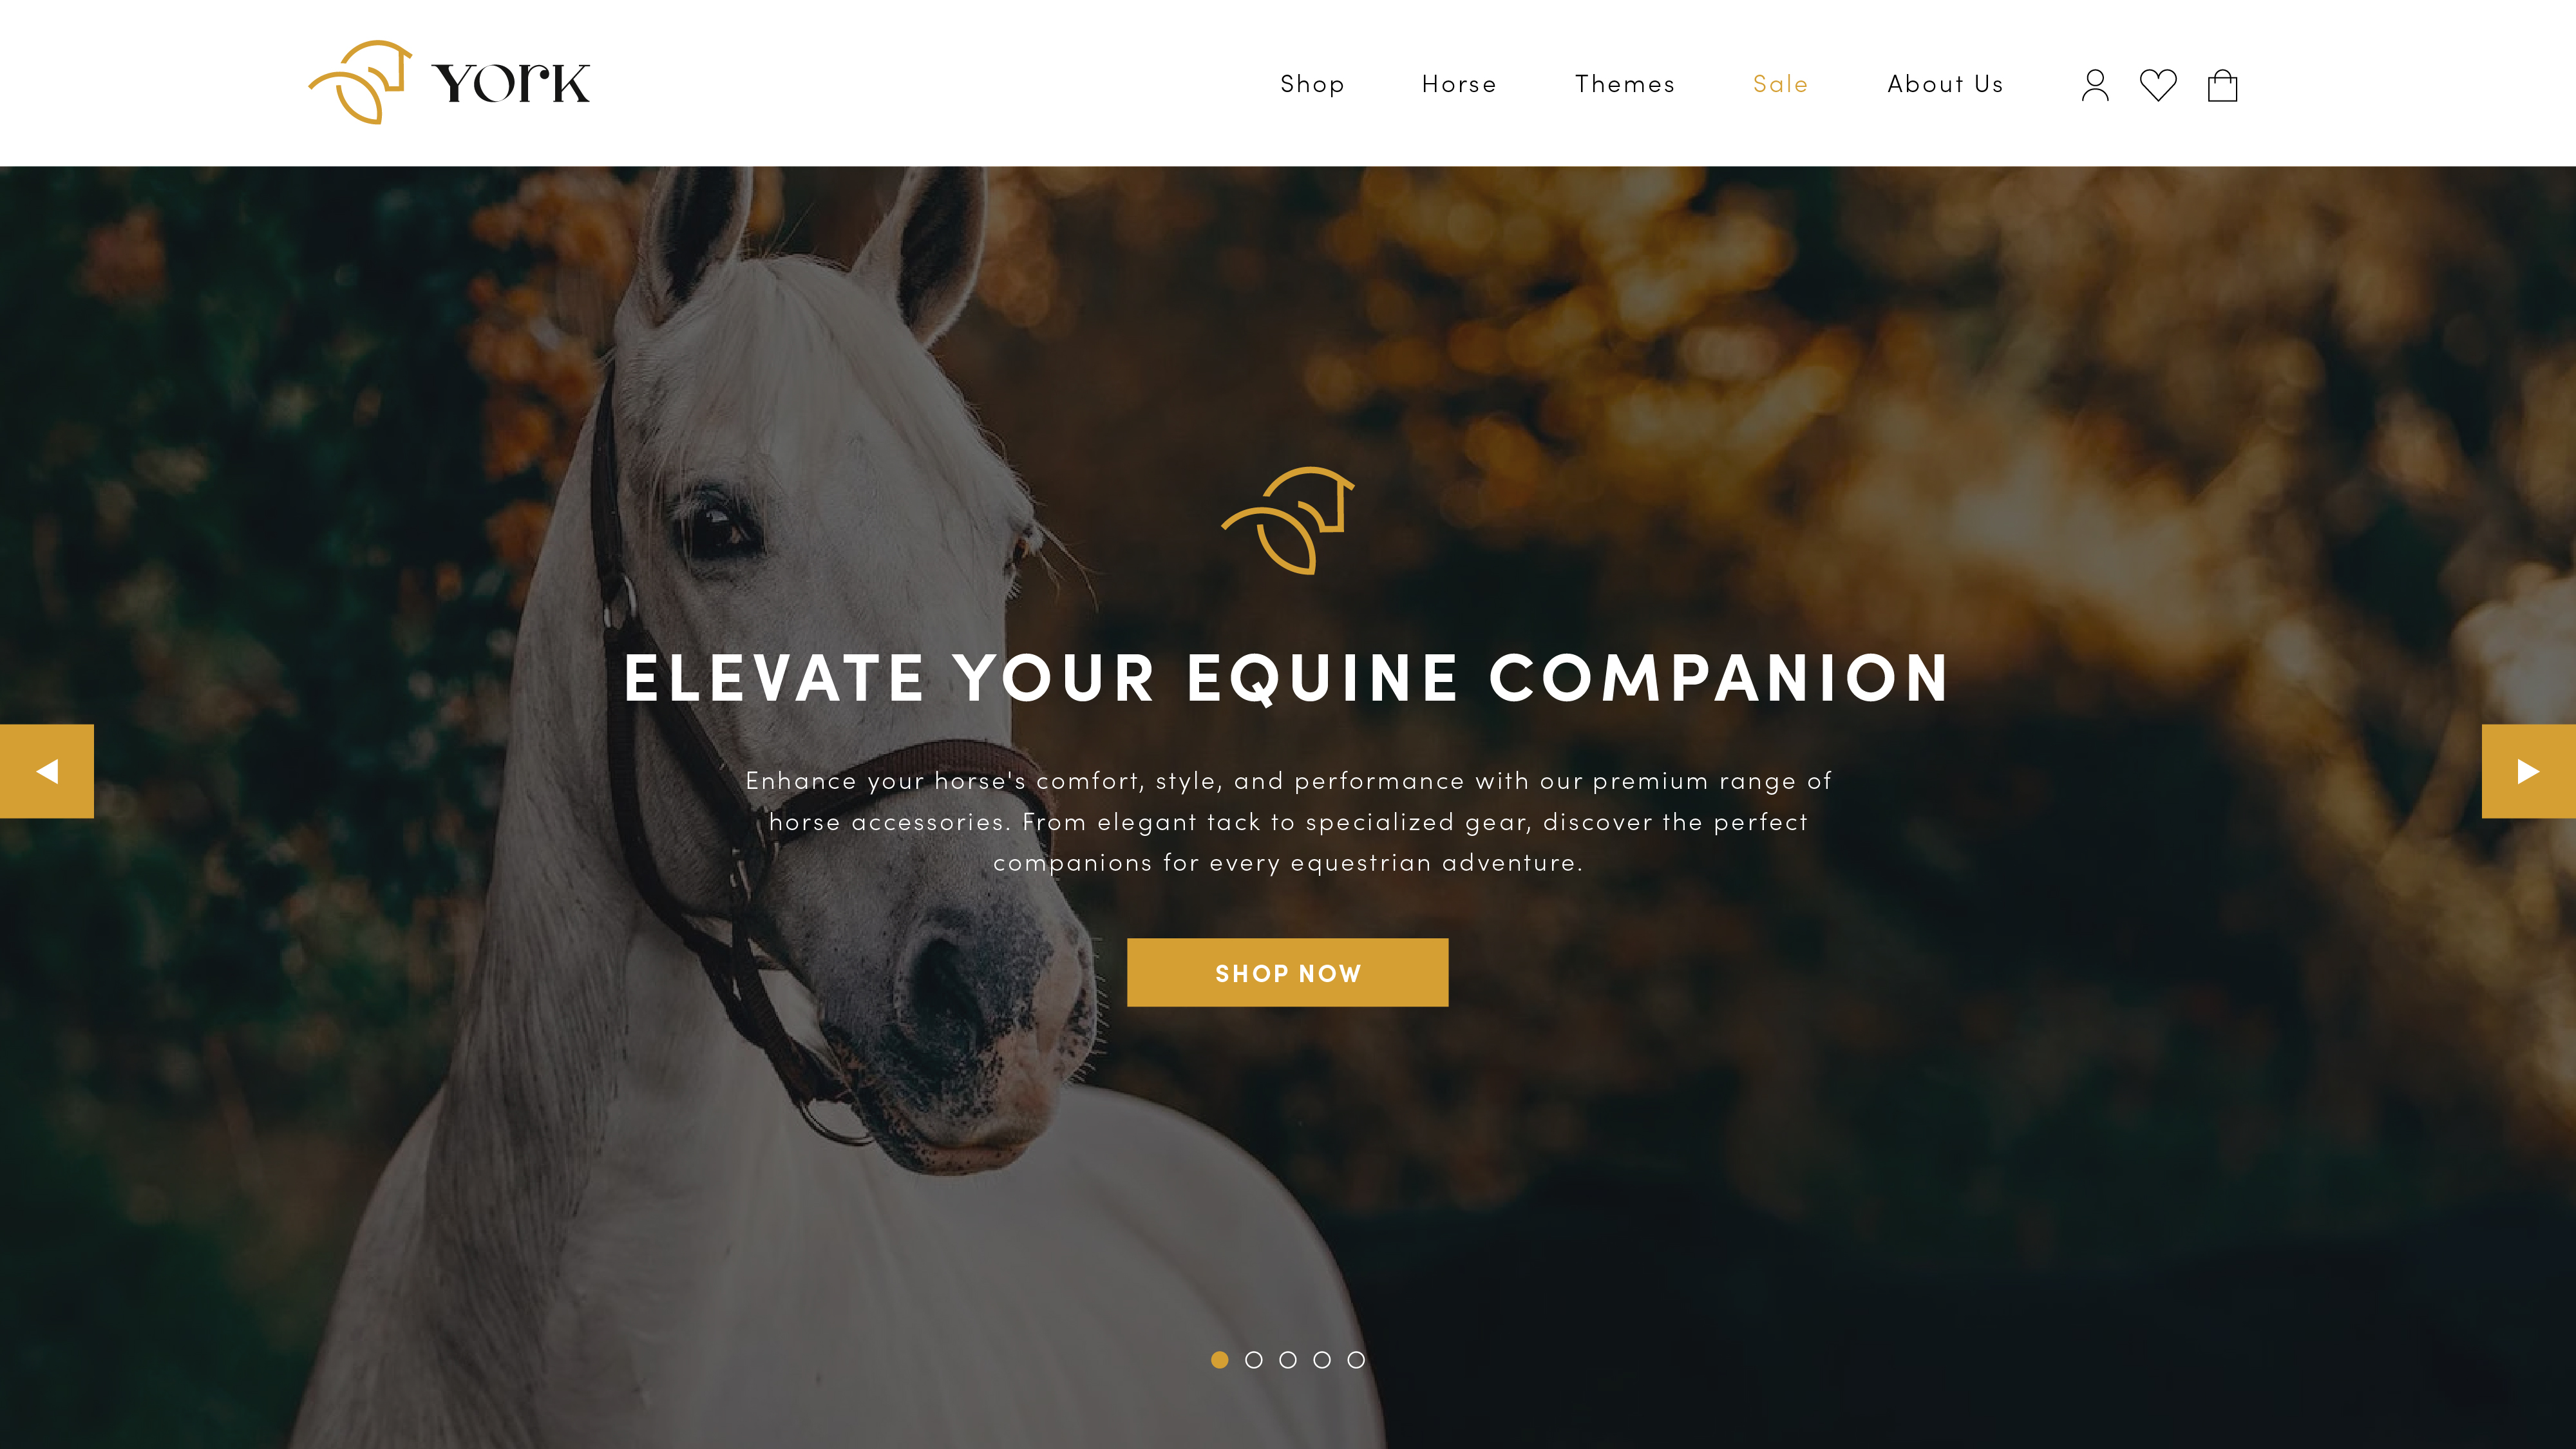 York
Shop
Horse
Themes
Sale
About Us
ELEVATE YOUR EQUINE COMPANION
Enhance your horse's comfort, style, and performance with our premium range of
horse accessories. From elegant tack to specialized gear, discover the perfect
companions for every equestrian adventure.
SHOP NOW